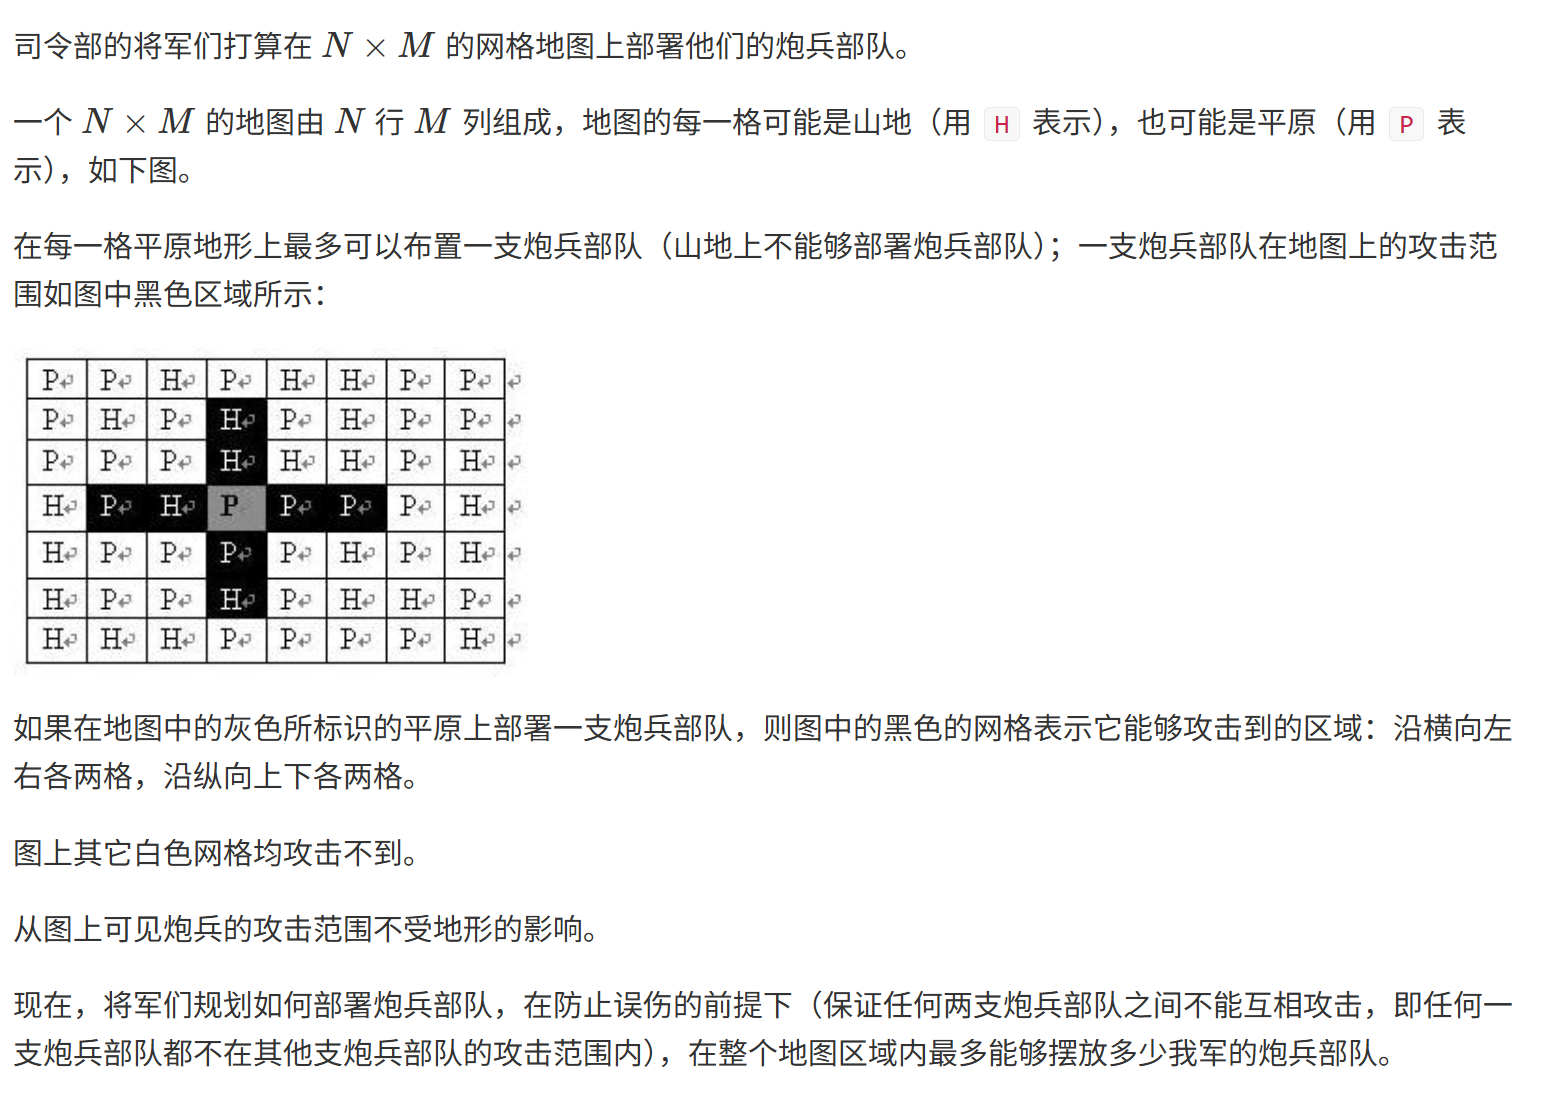 司令部的将军们打算在 N × M 的网格地图上部署他们的炮兵部队。
一个 N × M 的地图由 N 行 M 列组成，地图的每一格可能是山地（用 H 表示），也可能是平原（用 P 表
示），如下图。
在每一格平原地形上最多可以布置一支炮兵部队（山地上不能够部署炮兵部队）；一支炮兵部队在地图上的攻击范
围如图中黑色区域所示：
P↵ P↵ H↵ P↵ H↵ H↵ P↵ P↵ ↵
P↵ H↵ P↵ H↵ P↵ H↵ P↵ P↵ ↵
P↵ P↵ P↵ H↵ H↵ H↵ P↵ H↵ ↵
H↵ P↵ H↵ P↵ P↵ P↵ P↵ H↵ ↵
H↵ P↵ P↵ P↵ P↵ H↵ P↵ H↵ ↵
H↵ P↵ P↵ H↵ P↵ H↵ H↵ P↵ ↵
H↵ H↵ H↵ P↵ P↵ P↵ P↵ H↵ ↵
如果在地图中的灰色所标识的平原上部署一支炮兵部队，则图中的黑色的网格表示它能够攻击到的区域：沿横向左
右各两格，沿纵向上下各两格。
图上其它白色网格均攻击不到。
从图上可见炮兵的攻击范围不受地形的影响。
现在，将军们规划如何部署炮兵部队，在防止误伤的前提下（保证任何两支炮兵部队之间不能互相攻击，即任何一
支炮兵部队都不在其他支炮兵部队的攻击范围内），在整个地图区域内最多能够摆放多少我军的炮兵部队。